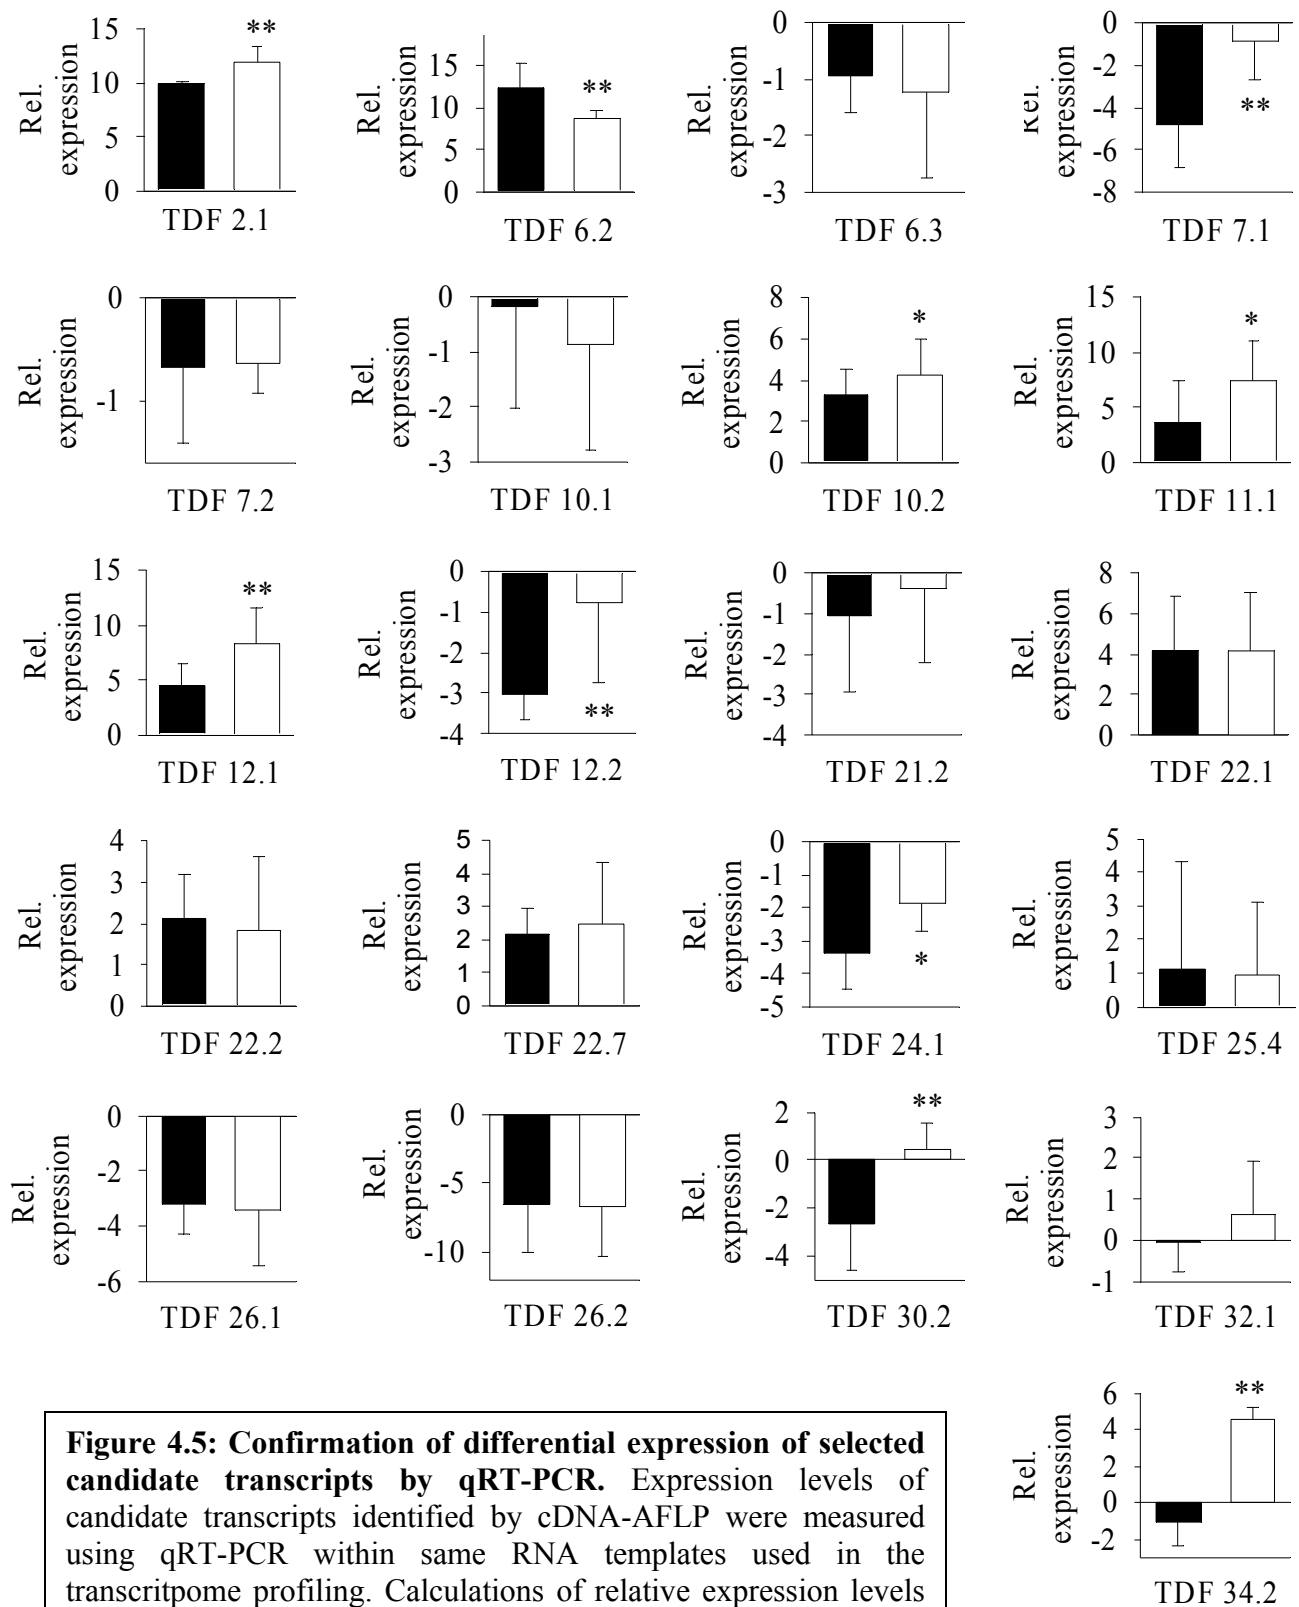 Rel. expression
15
10
5
0
**
TDF 2.1
Rel. expression
15
10
5
0
**
TDF 6.2
Rel. expression
0
-1
-2
-3
TDF 6.3
Rel. expression
0
-2
-4
-6
-8
**
TDF 7.1
Rel. expression
0
-1
TDF 7.2
Rel. expression
0
-1
-2
-3
TDF 10.1
Rel. expression
8
6
4
2
0
*
TDF 10.2
Rel. expression
15
10
5
0
*
TDF 11.1
Rel. expression
15
10
5
0
**
TDF 12.1
Rel. expression
0
-1
-2
-3
-4
**
TDF 12.2
Rel. expression
0
-1
-2
-3
-4
TDF 21.2
Rel. expression
8
6
4
2
0
TDF 22.1
Rel. expression
4
3
2
1
0
TDF 22.2
Rel. expression
5
4
3
2
1
0
TDF 22.7
Rel. expression
0
-1
-2
-3
-4
-5
*
TDF 24.1
Rel. expression
5
4
3
2
1
0
TDF 25.4
Rel. expression
0
-2
-4
-6
TDF 26.1
Rel. expression
0
-5
-10
TDF 26.2
Rel. expression
2
0
-2
-4
**
TDF 30.2
Rel. expression
3
2
1
0
-1
TDF 32.1
Rel. expression
6
4
2
0
-2
**
TDF 34.2
Figure 4.5: Confirmation of differential expression of selected
candidate transcripts by qRT-PCR. Expression levels of
candidate transcripts identified by cDNA-AFLP were measured
using qRT-PCR within same RNA templates used in the
transcritpome profiling. Calculations of relative expression levels